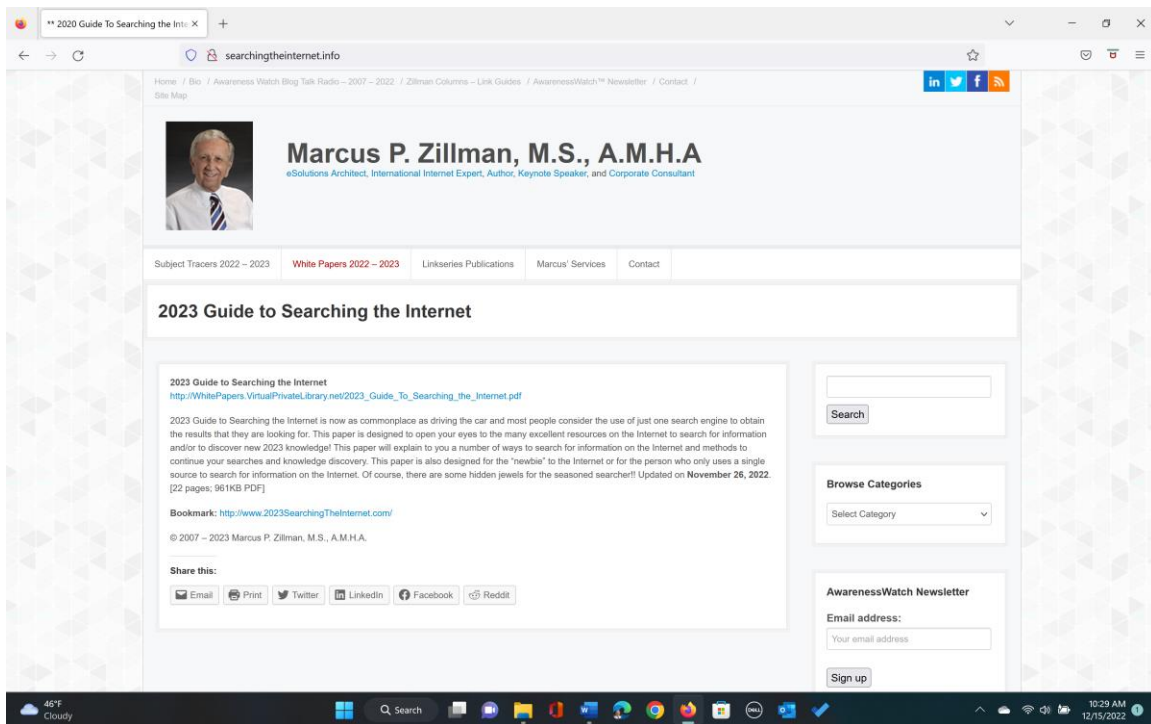 ** 2020 Guide To Searching the Inte
searchingtheinternet.info
Home / Bio / Awareness Watch Blog Talk Radio – 2007 – 2022 / Zillman Columns – Link Guides / AwarenessWatch™ Newsletter / Contact /
Site Map
in f
Marcus P. Zillman, M.S., A.M.H.A
eSolutions Architect, International Internet Expert, Author, Keynote Speaker, and Corporate Consultant
Subject Tracers 2022 – 2023 White Papers 2022 – 2023 Linkseries Publications Marcus' Services Contact
2023 Guide to Searching the Internet
2023 Guide to Searching the Internet
http://WhitePapers.VirtualPrivateLibrary.net/2023_Guide_To_Searching_the_Internet.pdf
2023 Guide to Searching the Internet is now as commonplace as driving the car and most people consider the use of just one search engine to obtain
the results that they are looking for. This paper is designed to open your eyes to the many excellent resources on the Internet to search for information
and/or to discover new 2023 knowledge! This paper will explain to you a number of ways to search for information on the Internet and methods to
continue your searches and knowledge discovery. This paper is also designed for the “newbie” to the Internet or for the person who only uses a single
source to search for information on the Internet. Of course, there are some hidden jewels for the seasoned searcher!! Updated on November 26, 2022.
[22 pages; 961KB PDF]
Bookmark: http://www.2023SearchingTheInternet.com/
© 2007 – 2023 Marcus P. Zillman, M.S., A.M.H.A.
Share this:
Email Print Twitter LinkedIn Facebook Reddit
Search
Browse Categories
Select Category
AwarenessWatch Newsletter
Email address:
Your email address
Sign up
46°F
Cloudy
Search
DELL
10:29 AM
12/15/2022
1